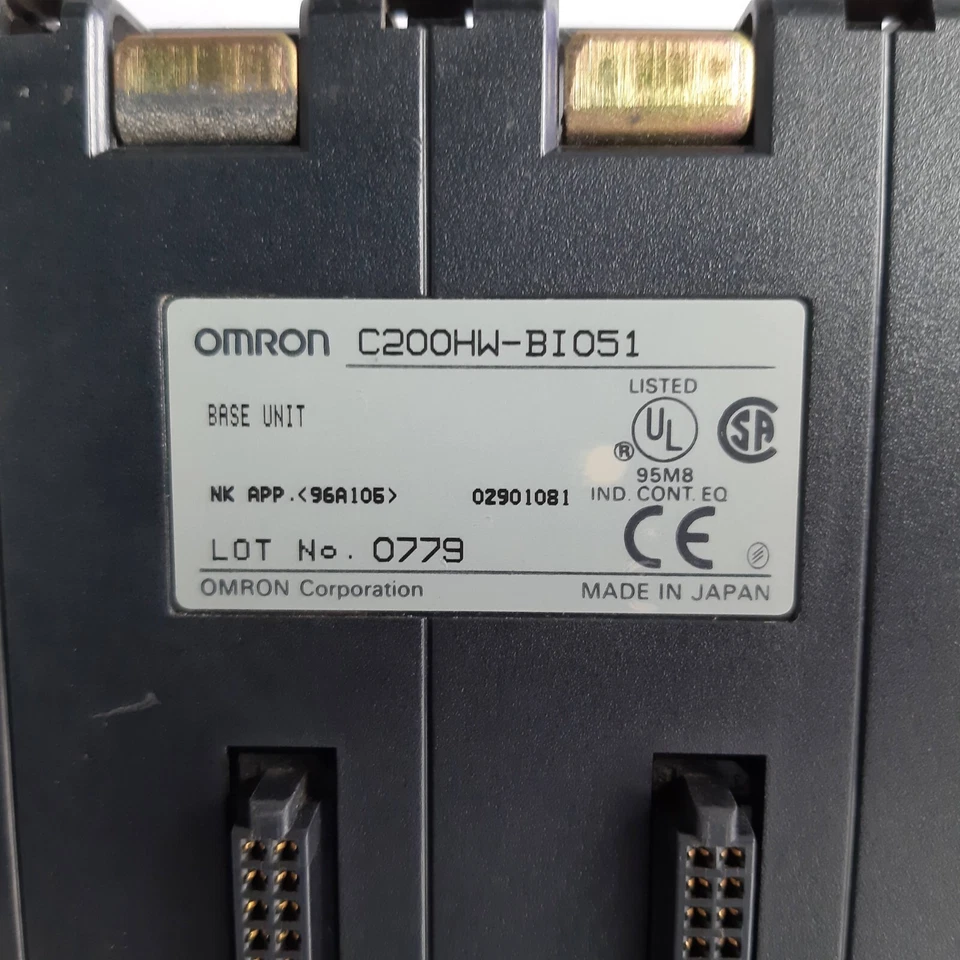 OMRON C200HW-BI051
LISTED
BASE UNIT
UL
SA
®
95M8
NK APP.<96A105> 02901081 IND. CONT. EQ
CE
LOT No. 0779
OMRON Corporation MADE IN JAPAN